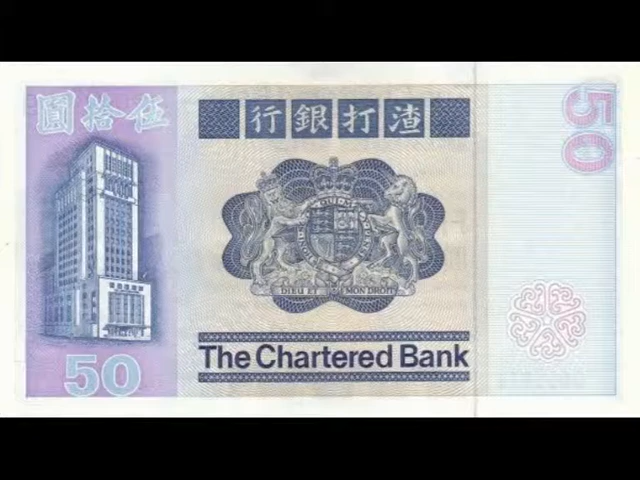 伍拾圓
渣打銀行
50
DIEU ET MON DROIT
The Chartered Bank
50